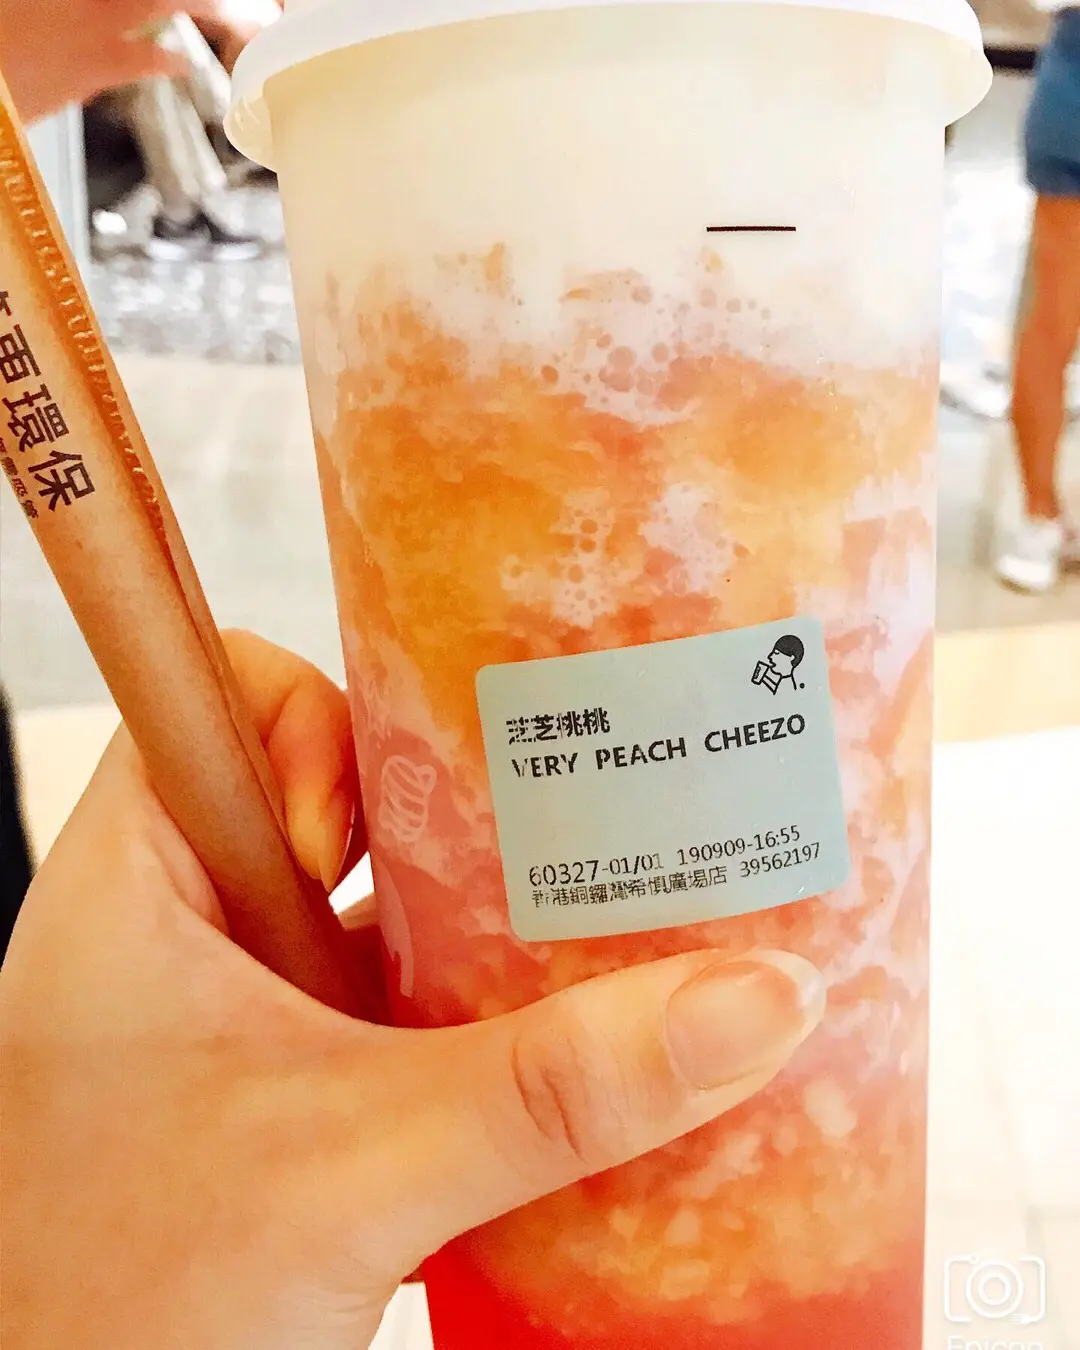 環保
芝芝桃桃
VERY PEACH CHEEZO
60327-01/01 190909-16:55
香港銅鑼灣希慎廣場店 39562197